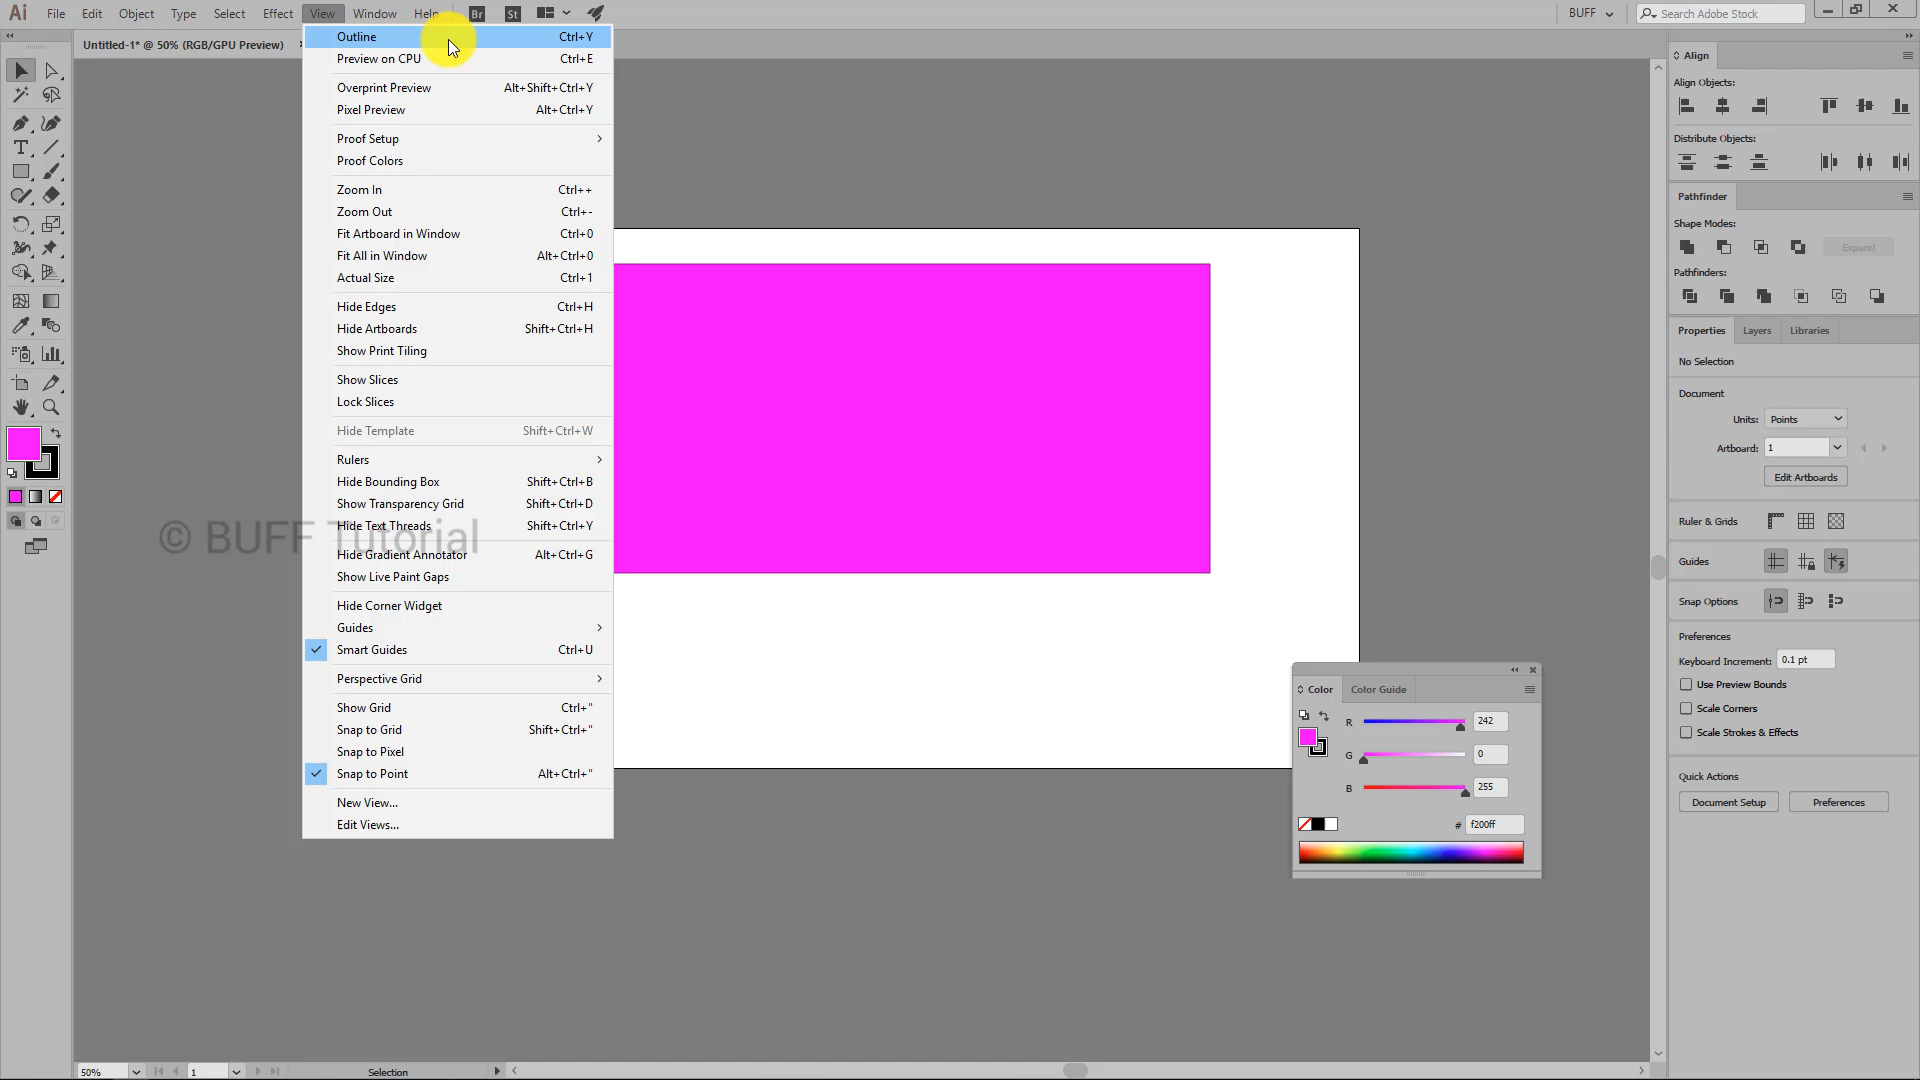 Ai File Edit Object Type Select Effect View Window Help Br St BUFF Search Adobe Stock
Untitled-1* @ 50% (RGB/GPU Preview)
Outline Ctrl+Y
Preview on CPU Ctrl+E
Overprint Preview Alt+Shift+Ctrl+Y
Pixel Preview Alt+Ctrl+Y
Proof Setup
Proof Colors
Zoom In Ctrl++
Zoom Out Ctrl+-
Fit Artboard in Window Ctrl+0
Fit All in Window Alt+Ctrl+0
Actual Size Ctrl+1
Hide Edges Ctrl+H
Hide Artboards Shift+Ctrl+H
Show Print Tiling
Show Slices
Lock Slices
Hide Template Shift+Ctrl+W
Rulers
Hide Bounding Box Shift+Ctrl+B
Show Transparency Grid Shift+Ctrl+D
Hide Text Threads Shift+Ctrl+Y
© BUFF Tutorial
Hide Gradient Annotator Alt+Ctrl+G
Show Live Paint Gaps
Hide Corner Widget
Guides
Smart Guides Ctrl+U
Perspective Grid
Show Grid Ctrl+"
Snap to Grid Shift+Ctrl+"
Snap to Pixel
Snap to Point Alt+Ctrl+"
New View...
Edit Views...
Align
Align Objects:
Distribute Objects:
Pathfinder
Shape Modes:
Expand
Pathfinders:
Properties Layers Libraries
No Selection
Document
Units: Points
Artboard: 1
Edit Artboards
Ruler & Grids
Guides
Snap Options
Preferences
Keyboard Increment: 0.1 pt
Use Preview Bounds
Scale Corners
Scale Strokes & Effects
Quick Actions
Document Setup Preferences
Color Color Guide
R 242
G 0
B 255
# f200ff
50% 1 Selection